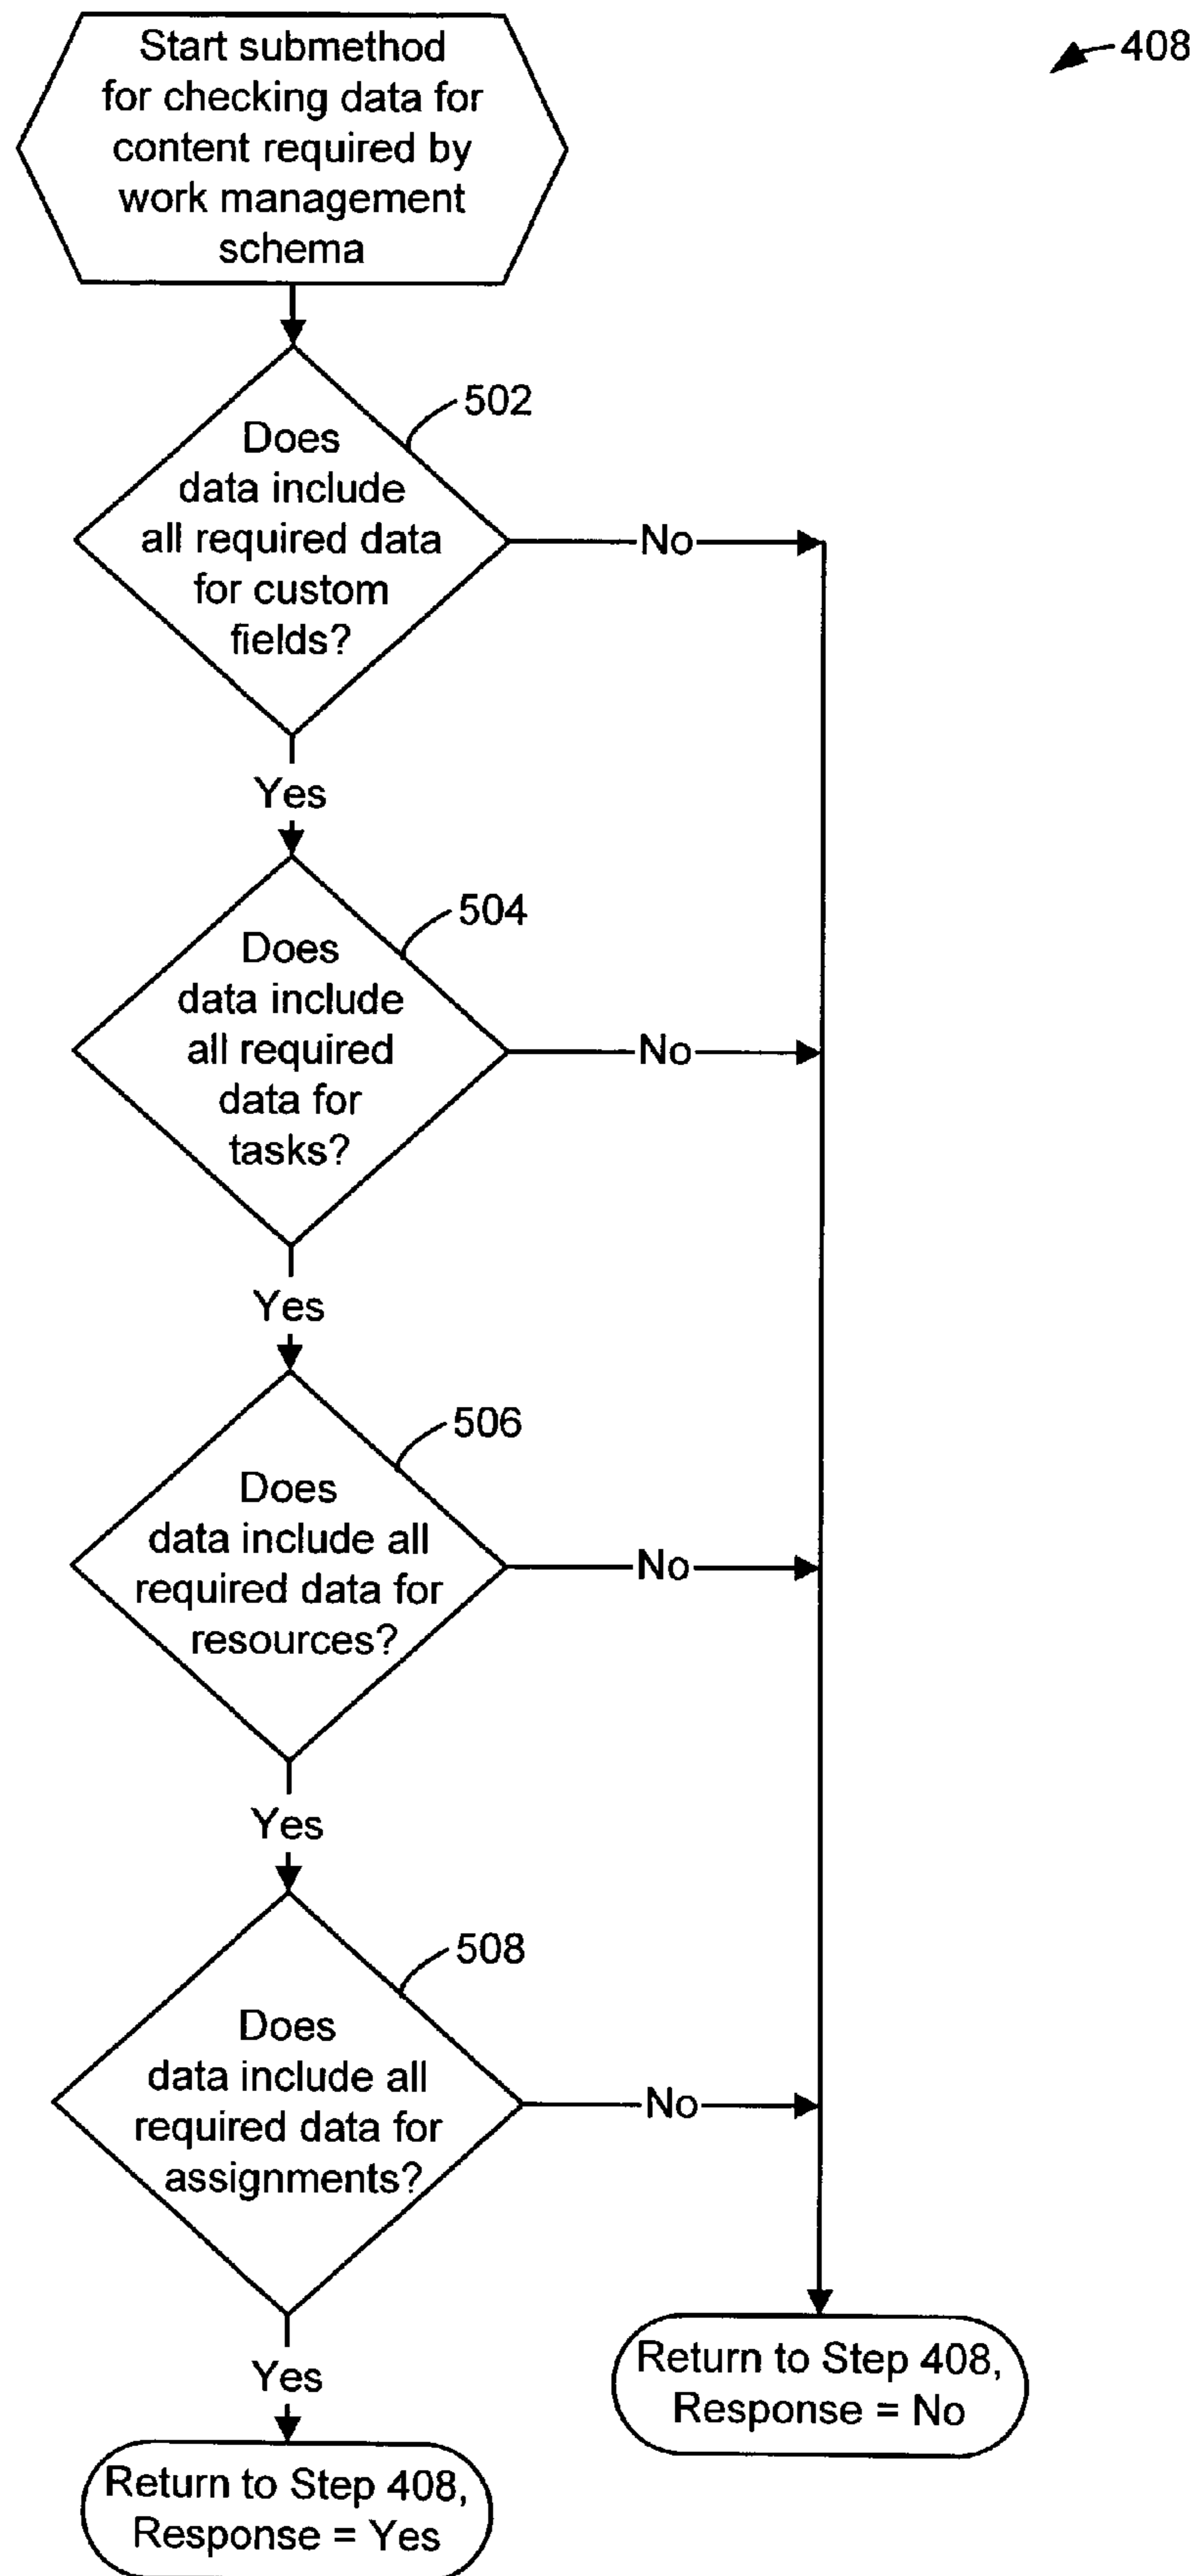 Start submethod
for checking data for
content required by
work management
schema
408
502
Does
data include
all required data
for custom
fields?
No
Yes
504
Does
data include
all required
data for
tasks?
No
Yes
506
Does
data include all
required data for
resources?
No
Yes
508
Does
data include all
required data for
assignments?
No
Yes
Return to Step 408,
Response = No
Return to Step 408,
Response = Yes